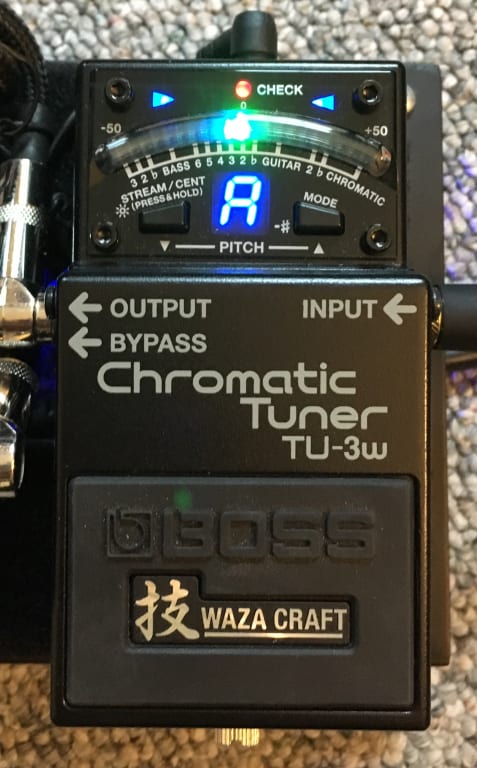 CHECK
0
-50 +50
3 2 ♭ BASS 6 5 4 3 2 ♭ GUITAR 2 ♭ CHROMATIC
STREAM/CENT
(PRESS & HOLD)
A
MODE
-♯
▼ PITCH ▲
← OUTPUT
INPUT ←
← BYPASS
Chromatic
Tuner
TU-3w
BOSS
技 WAZA CRAFT